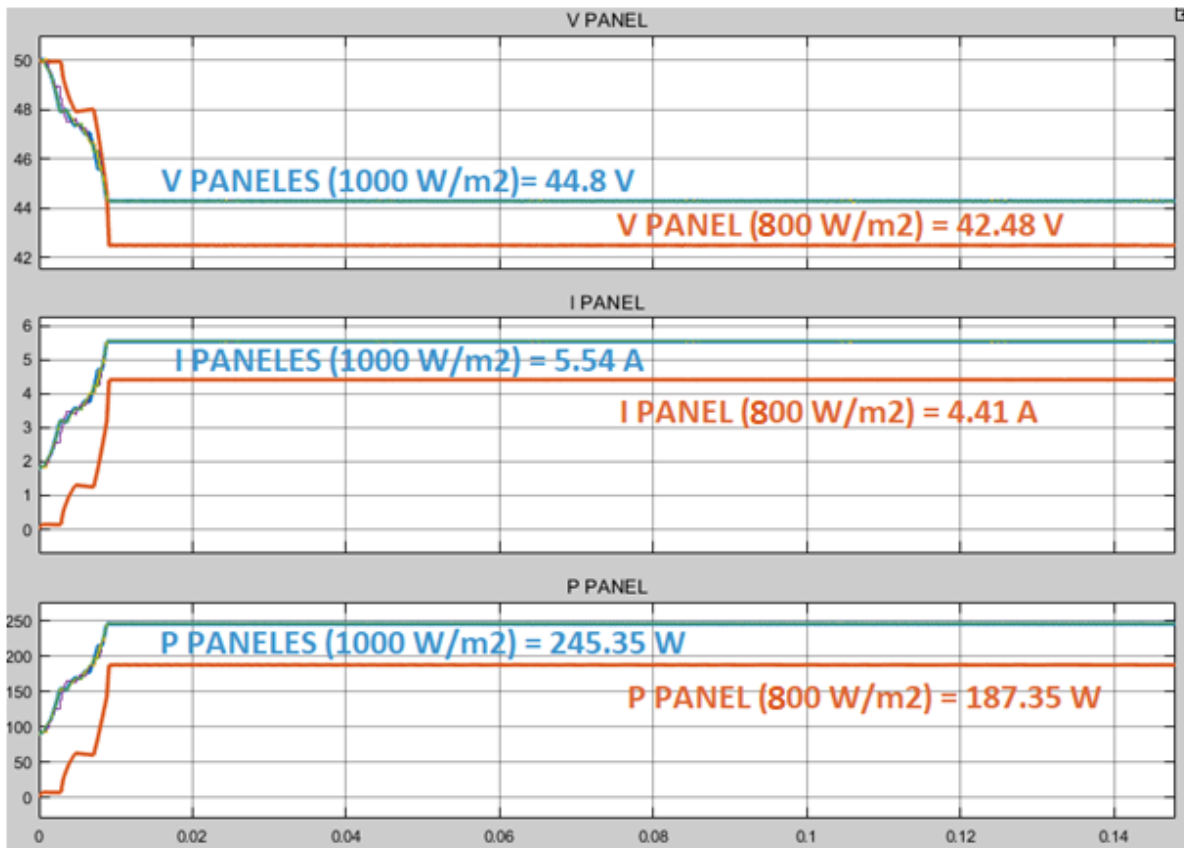 V PANEL
50
48
46
44
42
V PANELES (1000 W/m2)= 44.8 V
V PANEL (800 W/m2) = 42.48 V
I PANEL
6
5
4
3
2
1
0
I PANELES (1000 W/m2) = 5.54 A
I PANEL (800 W/m2) = 4.41 A
P PANEL
250
200
150
100
50
0
P PANELES (1000 W/m2) = 245.35 W
P PANEL (800 W/m2) = 187.35 W
0 0.02 0.04 0.06 0.08 0.1 0.12 0.14